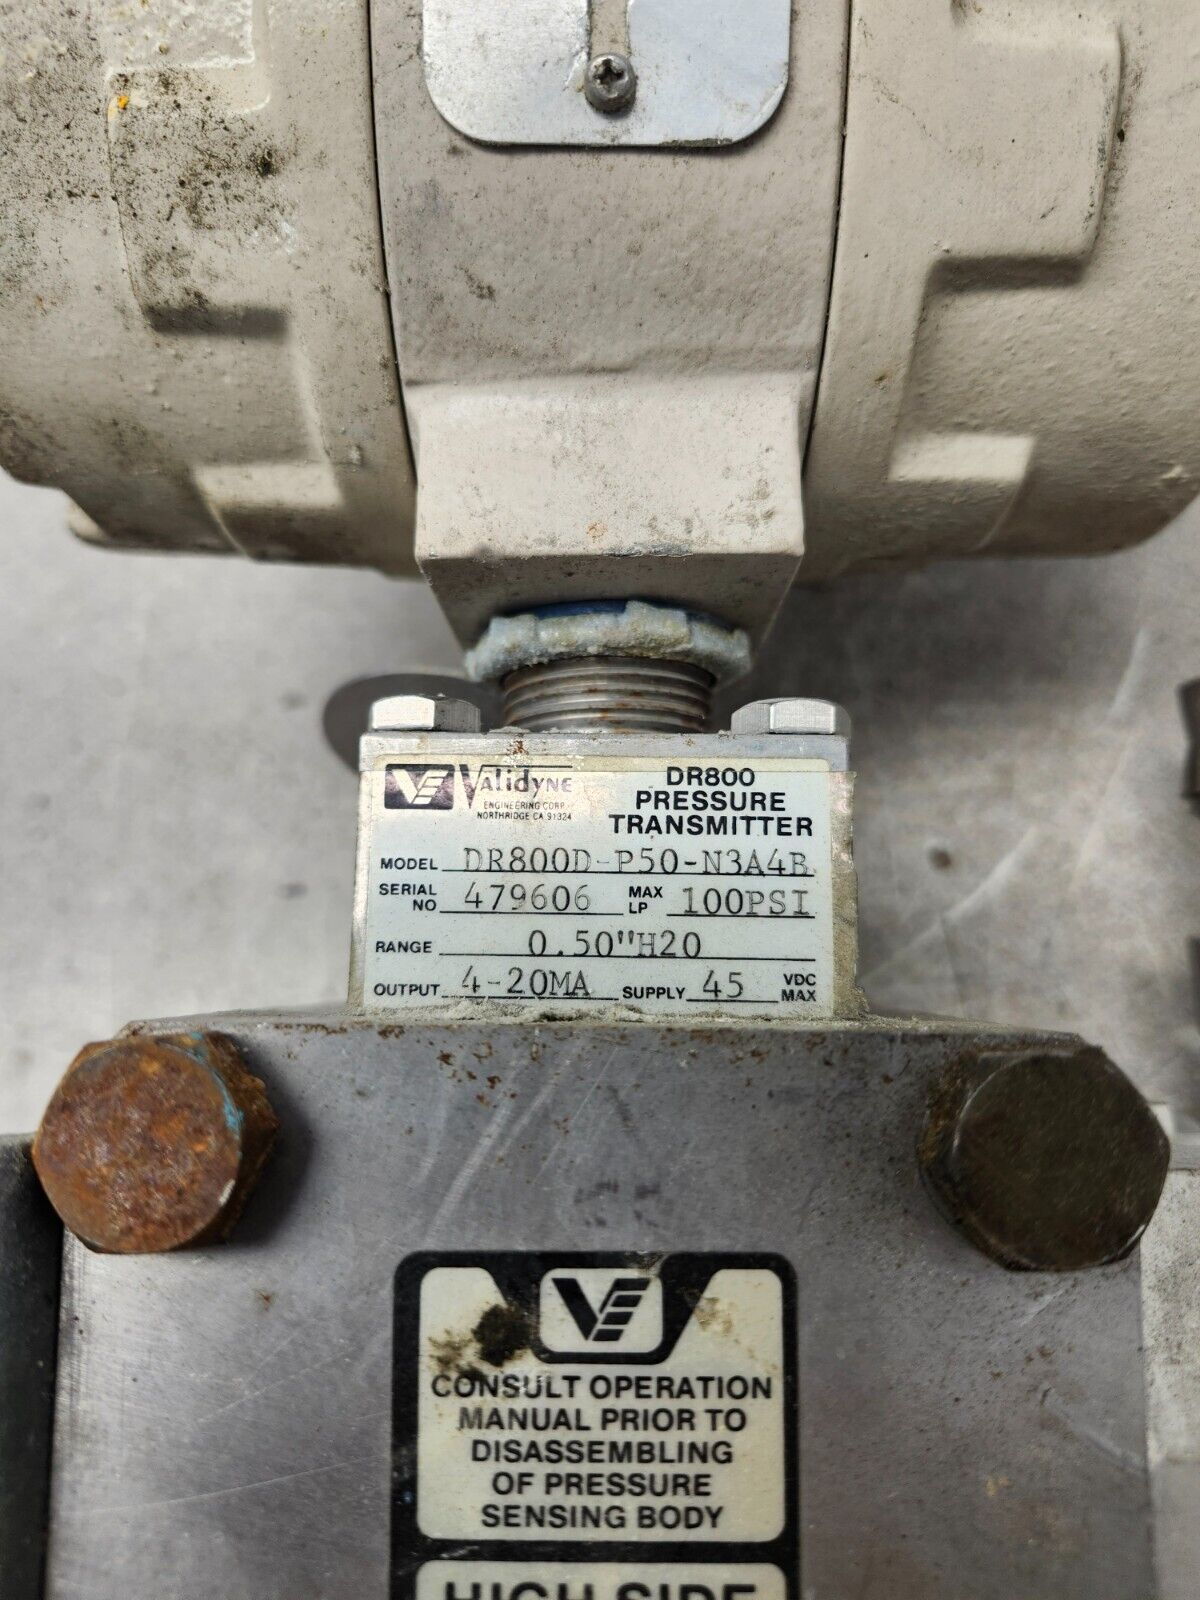 VE Validyne
ENGINEERING CORP
NORTHRIDGE CA 91324
DR800
PRESSURE
TRANSMITTER
MODEL DR800D-P50-N3A4B
SERIAL NO 479606 MAX LP 100PSI
RANGE 0.50"H20
OUTPUT 4-20MA SUPPLY 45 VDC MAX
VE
CONSULT OPERATION
MANUAL PRIOR TO
DISASSEMBLING
OF PRESSURE
SENSING BODY
HIGH SIDE